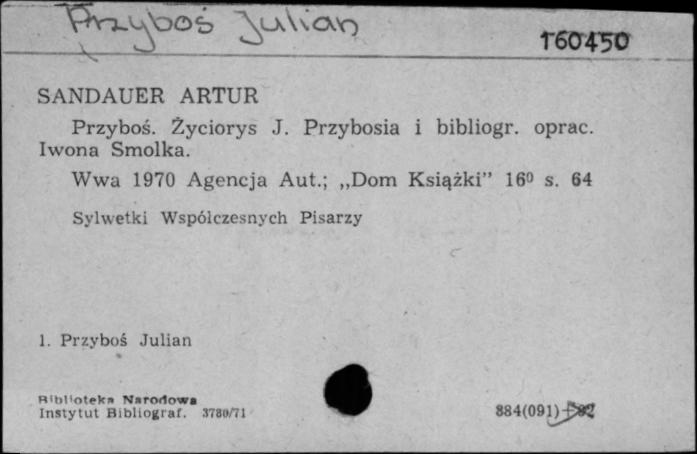 Przyboś Julian
160450
SANDAUER ARTUR
Przyboś. Życiorys J. Przybosia i bibliogr. oprac.
Iwona Smolka.
Wwa 1970 Agencja Aut.; ,,Dom Książki” 16⁰ s. 64
Sylwetki Współczesnych Pisarzy
1. Przyboś Julian
Biblioteka Narodowa
Instytut Bibliograf. 3780/71
884(091)